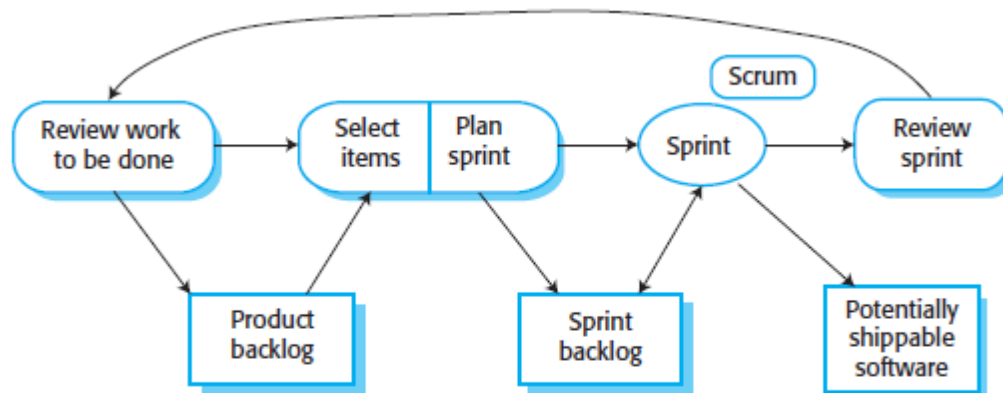 Scrum
Review work
to be done
Select
items
Plan
sprint
Sprint
Review
sprint
Product
backlog
Sprint
backlog
Potentially
shippable
software